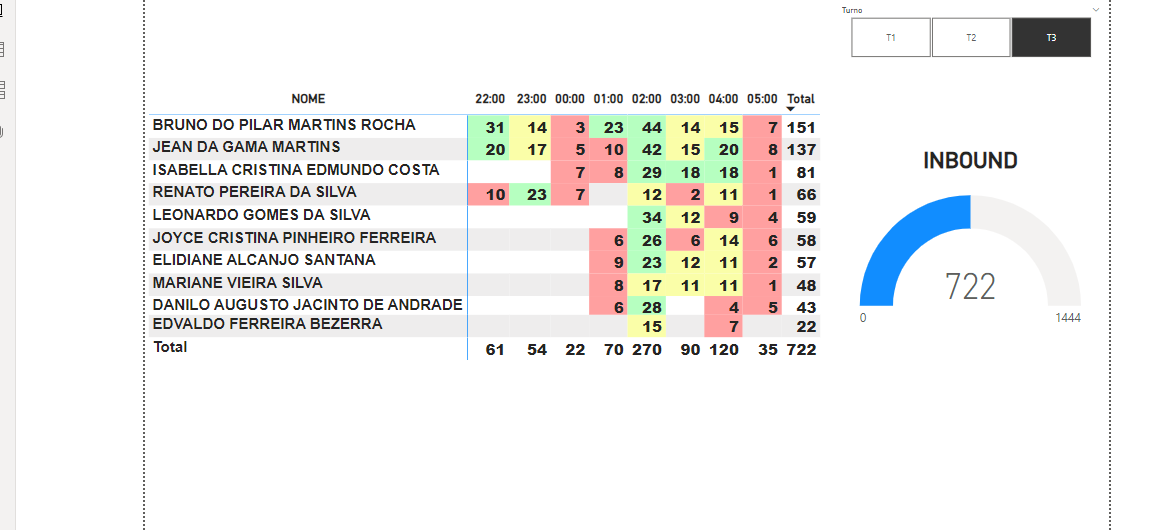 Turno
T1 T2 T3
NOME 22:00 23:00 00:00 01:00 02:00 03:00 04:00 05:00 Total
BRUNO DO PILAR MARTINS ROCHA 31 14 3 23 44 14 15 7 151
JEAN DA GAMA MARTINS 20 17 5 10 42 15 20 8 137
ISABELLA CRISTINA EDMUNDO COSTA 7 8 29 18 18 1 81
RENATO PEREIRA DA SILVA 10 23 7 12 2 11 1 66
LEONARDO GOMES DA SILVA 34 12 9 4 59
JOYCE CRISTINA PINHEIRO FERREIRA 6 26 6 14 6 58
ELIDIANE ALCANJO SANTANA 9 23 12 11 2 57
MARIANE VIEIRA SILVA 8 17 11 11 1 48
DANILO AUGUSTO JACINTO DE ANDRADE 6 28 4 5 43
EDVALDO FERREIRA BEZERRA 15 7 22
Total 61 54 22 70 270 90 120 35 722
INBOUND
722
0 1444